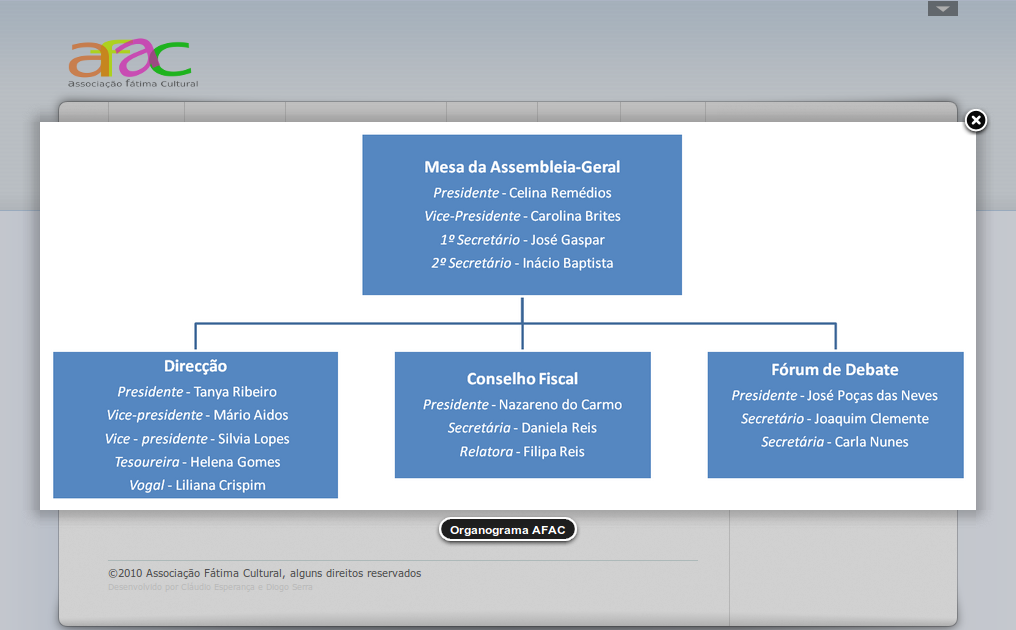 afac
associação fátima Cultural
Mesa da Assembleia-Geral
Presidente - Celina Remédios
Vice-Presidente - Carolina Brites
1º Secretário - José Gaspar
2º Secretário - Inácio Baptista
Direcção
Presidente - Tanya Ribeiro
Vice-presidente - Mário Aidos
Vice - presidente - Silvia Lopes
Tesoureira - Helena Gomes
Vogal - Liliana Crispim
Conselho Fiscal
Presidente - Nazareno do Carmo
Secretária - Daniela Reis
Relatora - Filipa Reis
Fórum de Debate
Presidente - José Poças das Neves
Secretário - Joaquim Clemente
Secretária - Carla Nunes
Organograma AFAC
©2010 Associação Fátima Cultural, alguns direitos reservados
Desenvolvido por Cláudio Esperança e Diogo Serra